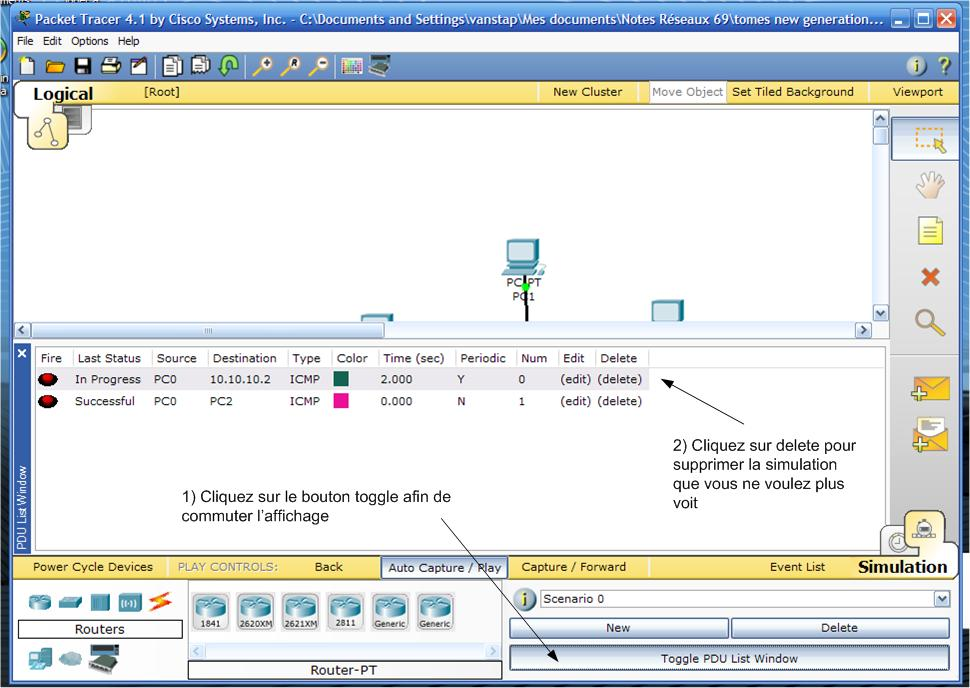 Packet Tracer 4.1 by Cisco Systems, Inc. - C:\Documents and Settings\vanstap\Mes documents\Notes Réseaux 69\tomes new generation...
File Edit Options Help
Logical [Root] New Cluster Move Object Set Tiled Background Viewport
PC-PT
PC1
Fire Last Status Source Destination Type Color Time (sec) Periodic Num Edit Delete
In Progress PC0 10.10.10.2 ICMP 2.000 Y 0 (edit) (delete)
Successful PC0 PC2 ICMP 0.000 N 1 (edit) (delete)
PDU List Window
2) Cliquez sur delete pour
supprimer la simulation
que vous ne voulez plus
voit
1) Cliquez sur le bouton toggle afin de
commuter l'affichage
Power Cycle Devices PLAY CONTROLS: Back Auto Capture / Play Capture / Forward Event List Simulation
Routers
1841 2620XM 2621XM 2811 Generic Generic
Router-PT
Scenario 0
New Delete
Toggle PDU List Window